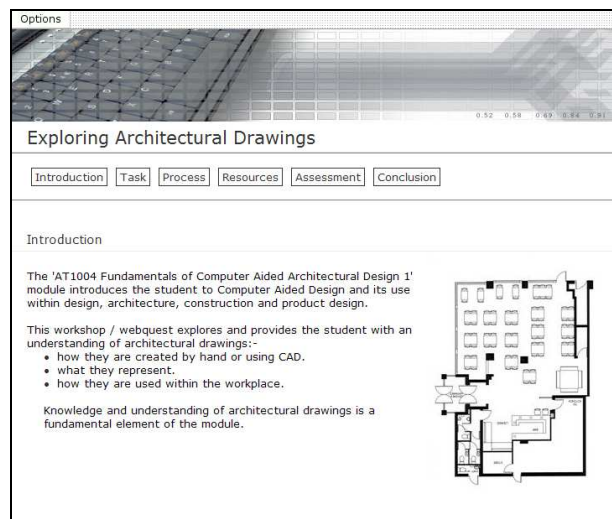 Options
0.52 0.58 0.69 0.84 0.91
Exploring Architectural Drawings
Introduction Task Process Resources Assessment Conclusion
Introduction
The 'AT1004 Fundamentals of Computer Aided Architectural Design 1'
module introduces the student to Computer Aided Design and its use
within design, architecture, construction and product design.
This workshop / webquest explores and provides the student with an
understanding of architectural drawings:-
• how they are created by hand or using CAD.
• what they represent.
• how they are used within the workplace.
Knowledge and understanding of architectural drawings is a
fundamental element of the module.